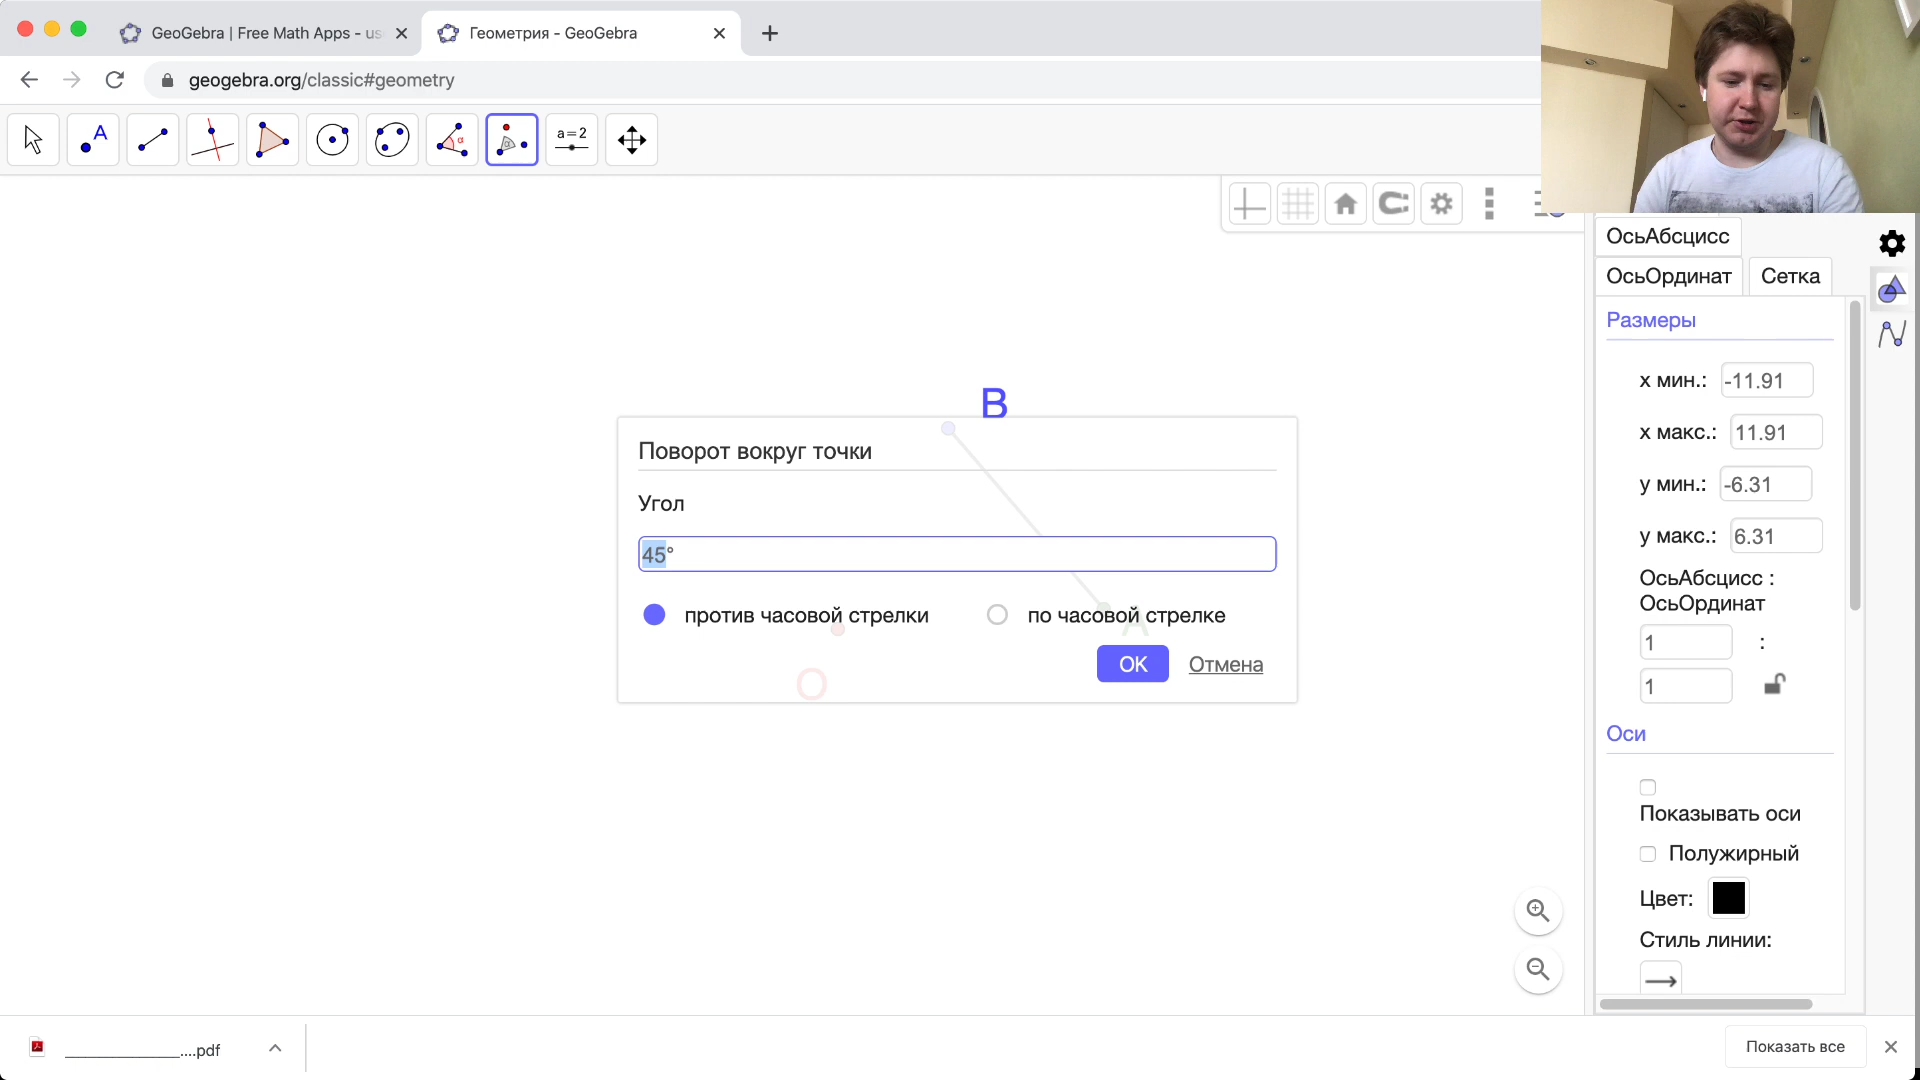 GeoGebra | Free Math Apps - us
Геометрия - GeoGebra
geogebra.org/classic#geometry
A
α
α
a=2
ОсьАбсцисс
ОсьОрдинат
Сетка
Размеры
х мин.: -11.91
х макс.: 11.91
у мин.: -6.31
у макс.: 6.31
ОсьАбсцисс :
ОсьОрдинат
1 :
1
Оси
Показывать оси
Полужирный
Цвет:
Стиль линии:
B
Поворот вокруг точки
Угол
45°
против часовой стрелки
по часовой стрелке
A
OK
Отмена
O
_____________....pdf
Показать все